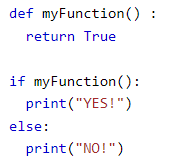 def myFunction() :
  return True

if myFunction():
  print("YES!")
else:
  print("NO!")